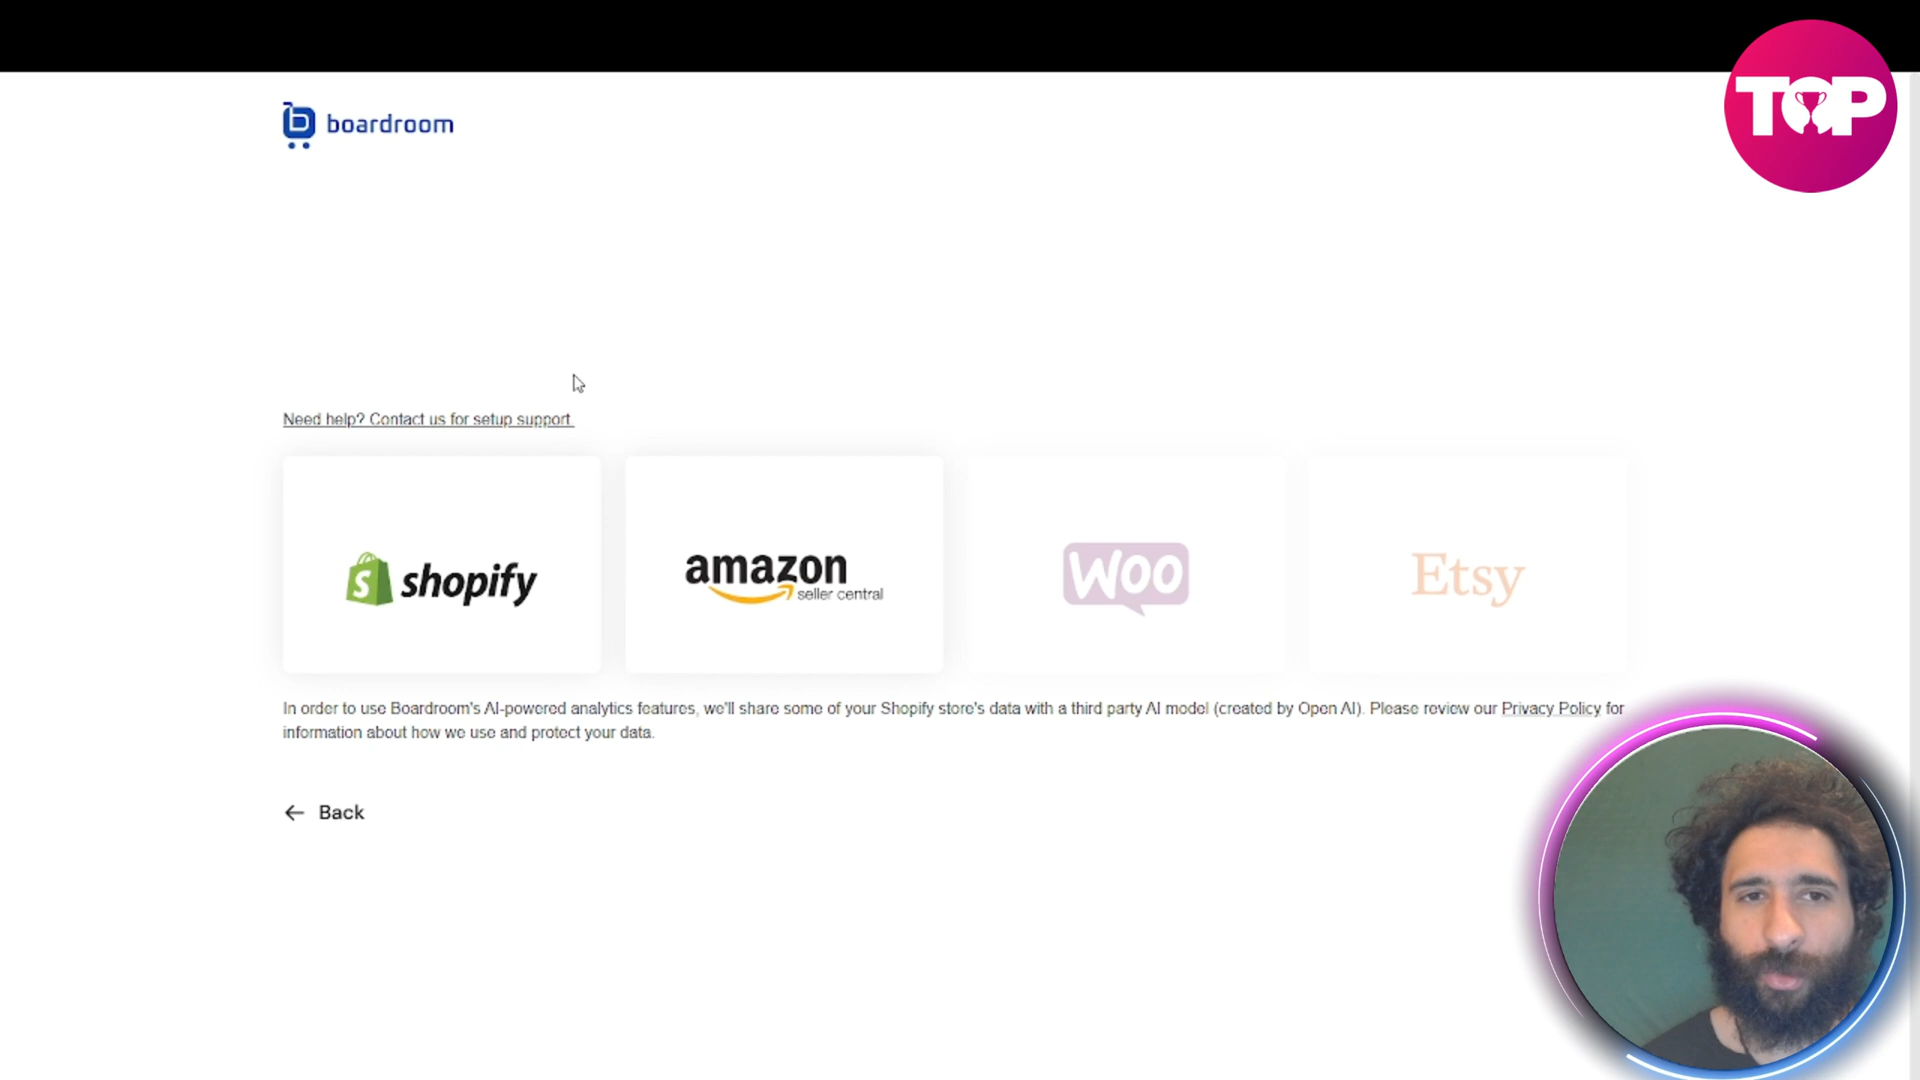 TOP
boardroom
Need help? Contact us for setup support
shopify
amazon
seller central
Woo
Etsy
In order to use Boardroom's AI-powered analytics features, we'll share some of your Shopify store's data with a third party AI model (created by Open AI). Please review our Privacy Policy for
information about how we use and protect your data.
← Back